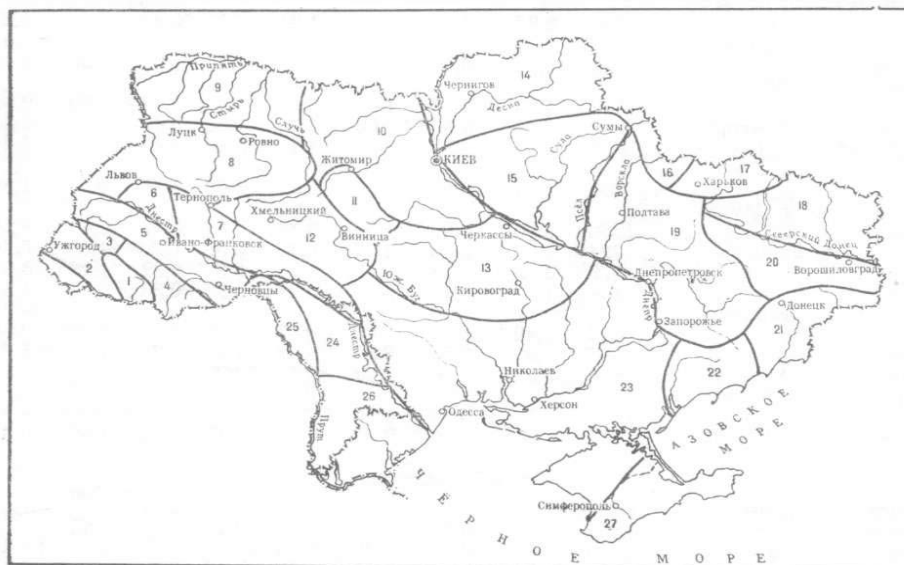 Припять
14
9
Чернигов
Стырь
Десна
Случь
Луцк
Сумы
Ровно
10
Сула
КИЕВ
8
Житомир
15
16
17
Львов
Псёл
Ворскла
Харьков
6
11
18
Тернополь
Полтава
Днестр
7
Хмельницкий
19
Северский Донец
5
12
Винница
Черкассы
Ужгород
Ивано-Франковск
20
3
Ворошиловград
2
13
Днепропетровск
1
4
Юж. Буг
Кировоград
Черновцы
Днепр
Донецк
25
Запорожье
21
24
Днестр
22
Николаев
23
26
Херсон
Одесса
Прут
АЗОВСКОЕ
МОРЕ
Симферополь
27
ЧЕРНОЕ МОРЕ